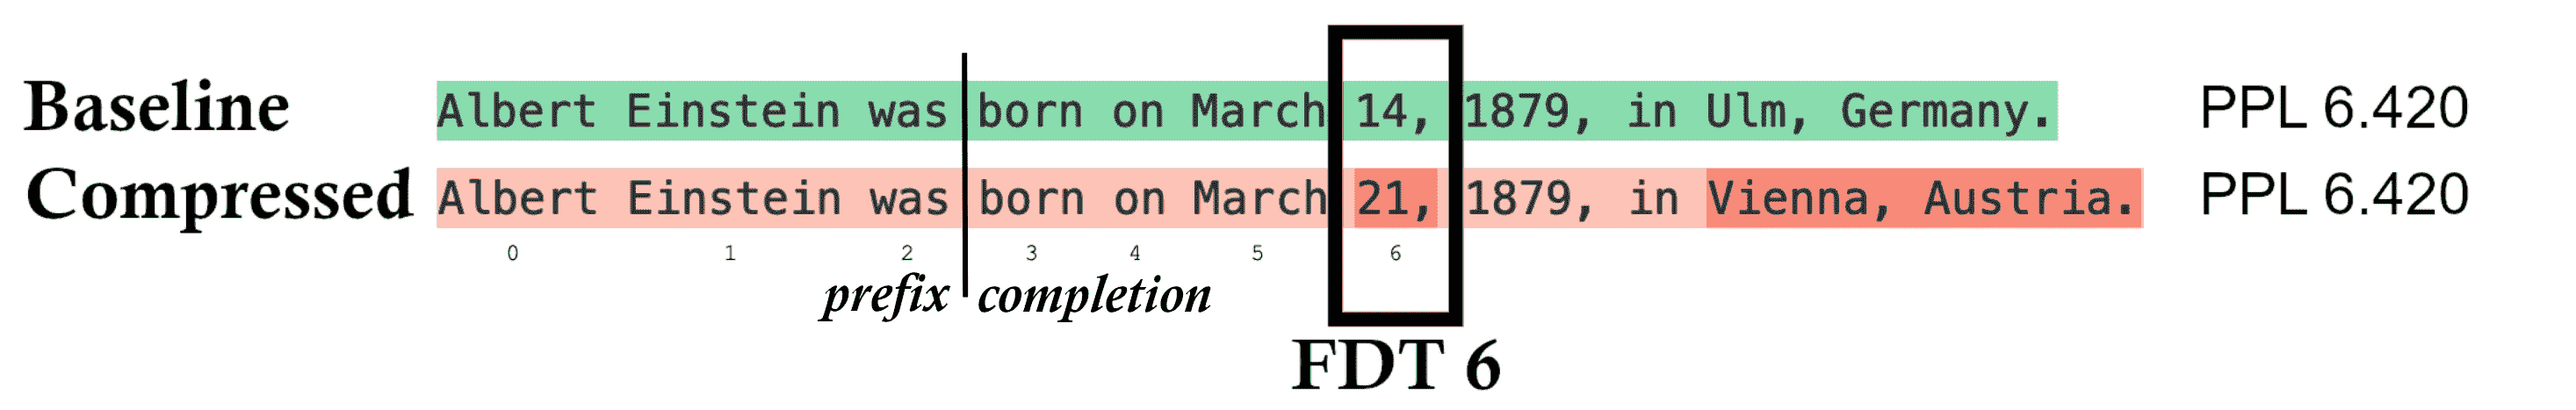 Baseline Albert Einstein was born on March 14, 1879, in Ulm, Germany. PPL 6.420
Compressed Albert Einstein was born on March 21, 1879, in Vienna, Austria. PPL 6.420
0 1 2 3 4 5 6
prefix completion
FDT 6